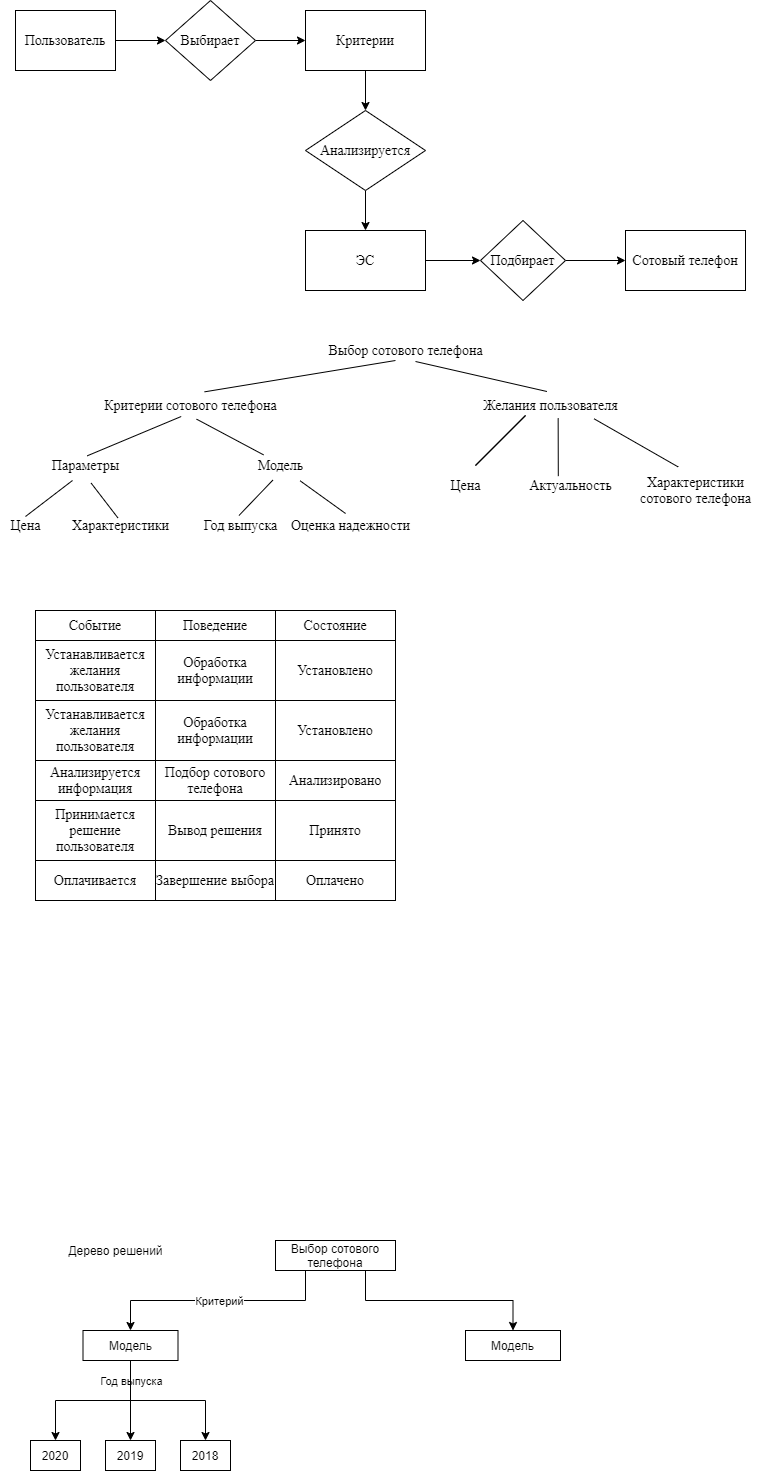 Пользователь
Выбирает
Критерии
Анализируется
ЭС
Подбирает
Сотовый телефон
Выбор сотового телефона
Критерии сотового телефона
Желания пользователя
Параметры
Модель
Цена
Актуальность
Характеристики
сотового телефона
Цена
Характеристики
Год выпуска
Оценка надежности
Событие
Поведение
Состояние
Устанавливается
желания
пользователя
Обработка
информации
Установлено
Устанавливается
желания
пользователя
Обработка
информации
Установлено
Анализируется
информация
Подбор сотового
телефона
Анализировано
Принимается
решение
пользователя
Вывод решения
Принято
Оплачивается
Завершение выбора
Оплачено
Дерево решений
Выбор сотового
телефона
Критерий
Модель
Модель
Год выпуска
2020
2019
2018